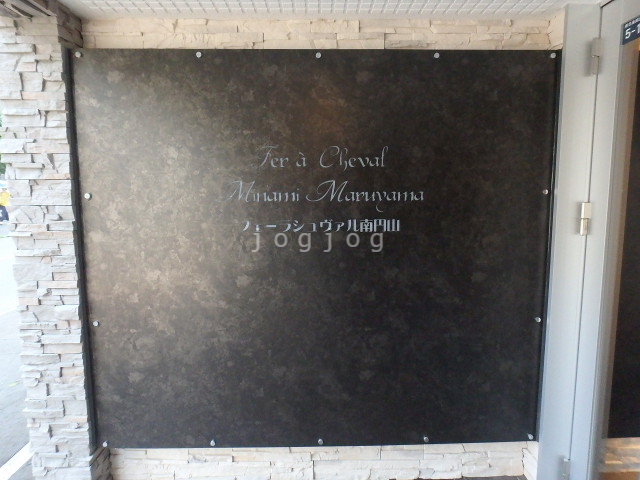 Fer à Cheval
Minami Maruyama
フェーラシュヴァル南円山
jogjog